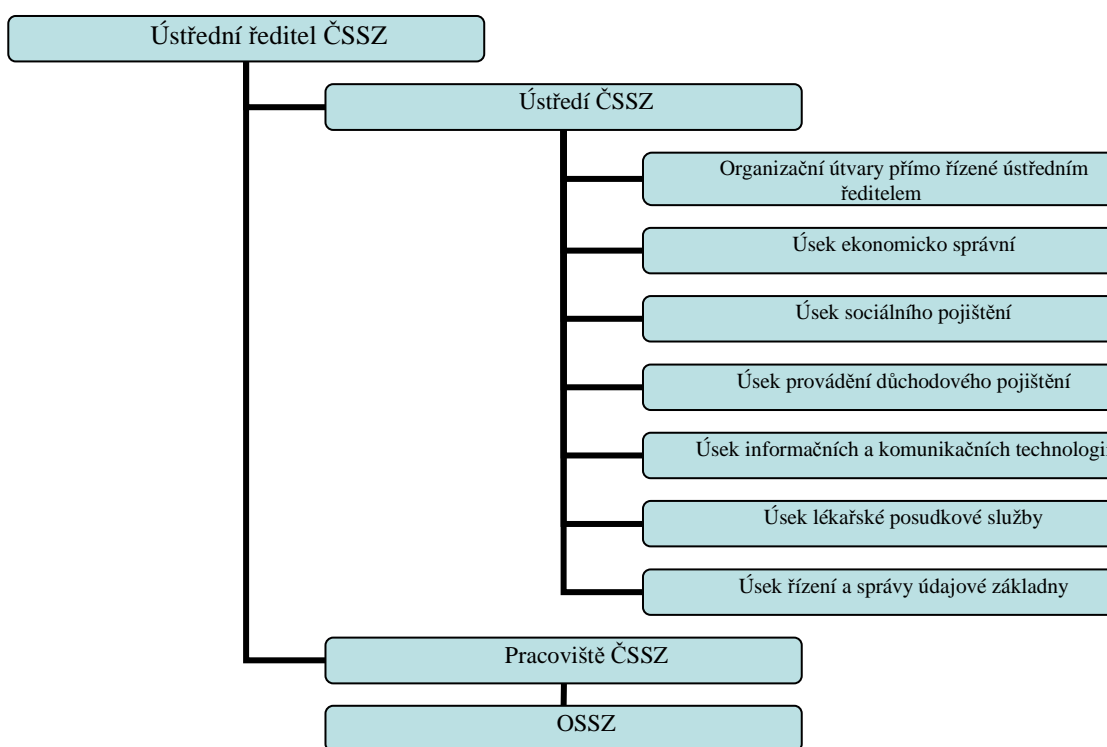 Ústřední ředitel ČSSZ
Ústředí ČSSZ
Organizační útvary přímo řízené ústředním
ředitelem
Úsek ekonomicko správní
Úsek sociálního pojištění
Úsek provádění důchodového pojištění
Úsek informačních a komunikačních technologi
Úsek lékařské posudkové služby
Úsek řízení a správy údajové základny
Pracoviště ČSSZ
OSSZ